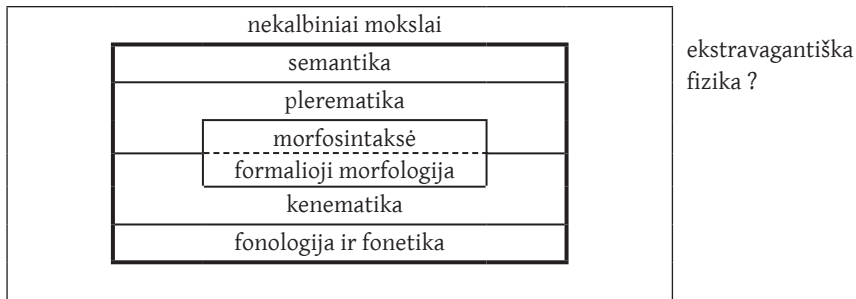 nekalbiniai mokslai
semantika
plerematika
morfosintaksė
formalioji morfologija
kenematika
fonologija ir fonetika
ekstravagantiška
fizika ?